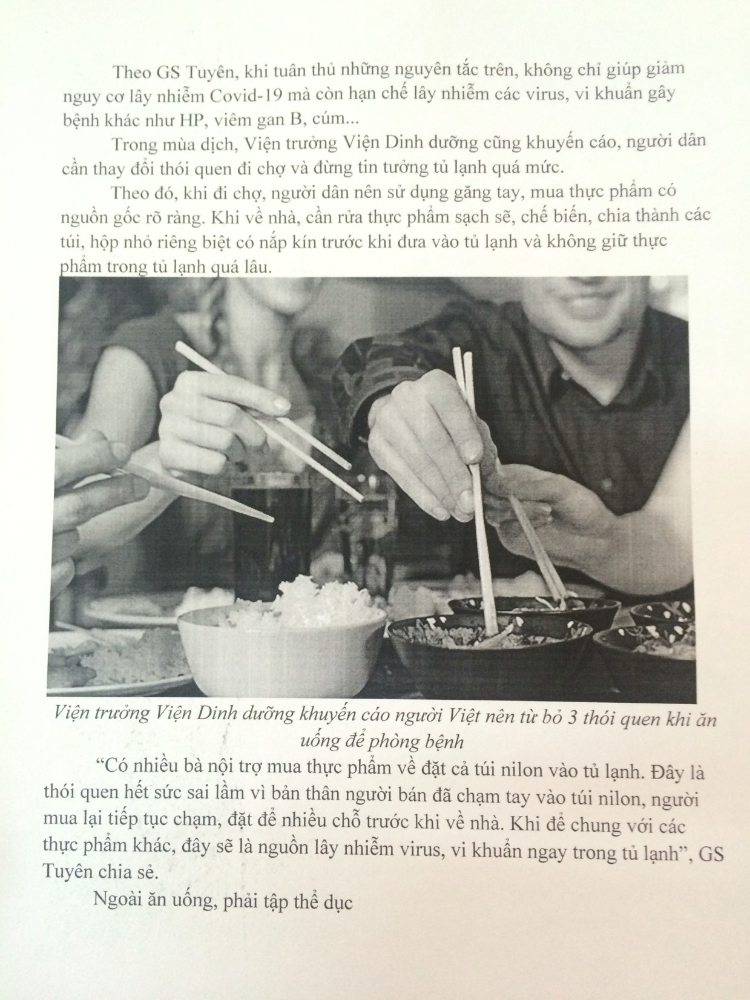 Theo GS Tuyên, khi tuân thủ những nguyên tắc trên, không chỉ giúp giảm
nguy cơ lây nhiễm Covid-19 mà còn hạn chế lây nhiễm các virus, vi khuẩn gây
bệnh khác như HP, viêm gan B, cúm...
Trong mùa dịch, Viện trưởng Viện Dinh dưỡng cũng khuyến cáo, người dân
cần thay đổi thói quen đi chợ và đừng tin tưởng tủ lạnh quá mức.
Theo đó, khi đi chợ, người dân nên sử dụng găng tay, mua thực phẩm có
nguồn gốc rõ ràng. Khi về nhà, cần rửa thực phẩm sạch sẽ, chế biến, chia thành các
túi, hộp nhỏ riêng biệt có nắp kín trước khi đưa vào tủ lạnh và không giữ thực
phẩm trong tủ lạnh quá lâu.
Viện trưởng Viện Dinh dưỡng khuyến cáo người Việt nên từ bỏ 3 thói quen khi ăn
uống để phòng bệnh
“Có nhiều bà nội trợ mua thực phẩm về đặt cả túi nilon vào tủ lạnh. Đây là
thói quen hết sức sai lầm vì bản thân người bán đã chạm tay vào túi nilon, người
mua lại tiếp tục chạm, đặt để nhiều chỗ trước khi về nhà. Khi để chung với các
thực phẩm khác, đây sẽ là nguồn lây nhiễm virus, vi khuẩn ngay trong tủ lạnh”, GS
Tuyên chia sẻ.
Ngoài ăn uống, phải tập thể dục